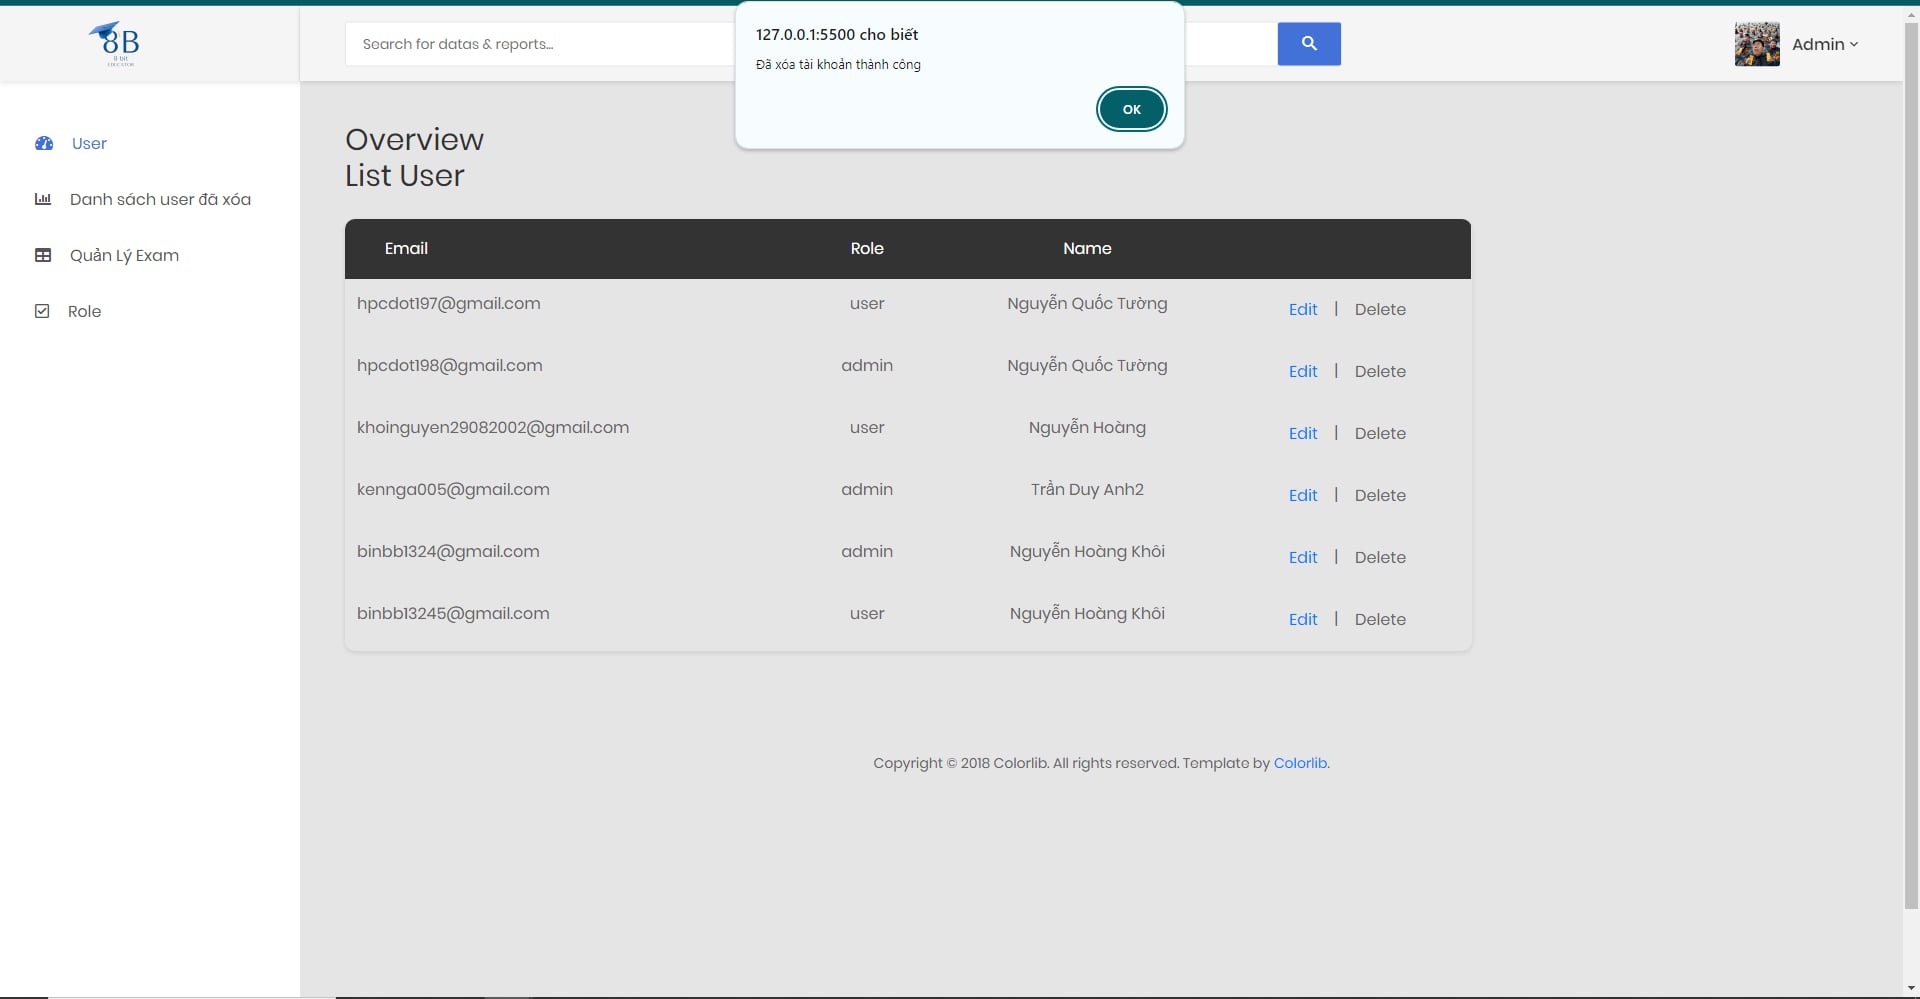 8B
8 bit
EDUCATOR
Search for datas & reports...
127.0.0.1:5500 cho biết
Đã xóa tài khoản thành công
OK
Admin
User
Danh sách user đã xóa
Quản Lý Exam
Role
Overview
List User
Email Role Name
hpcdot197@gmail.com user Nguyễn Quốc Tường Edit | Delete
hpcdot198@gmail.com admin Nguyễn Quốc Tường Edit | Delete
khoinguyen29082002@gmail.com user Nguyễn Hoàng Edit | Delete
kennga005@gmail.com admin Trần Duy Anh2 Edit | Delete
binbb1324@gmail.com admin Nguyễn Hoàng Khôi Edit | Delete
binbb13245@gmail.com user Nguyễn Hoàng Khôi Edit | Delete
Copyright © 2018 Colorlib. All rights reserved. Template by Colorlib.